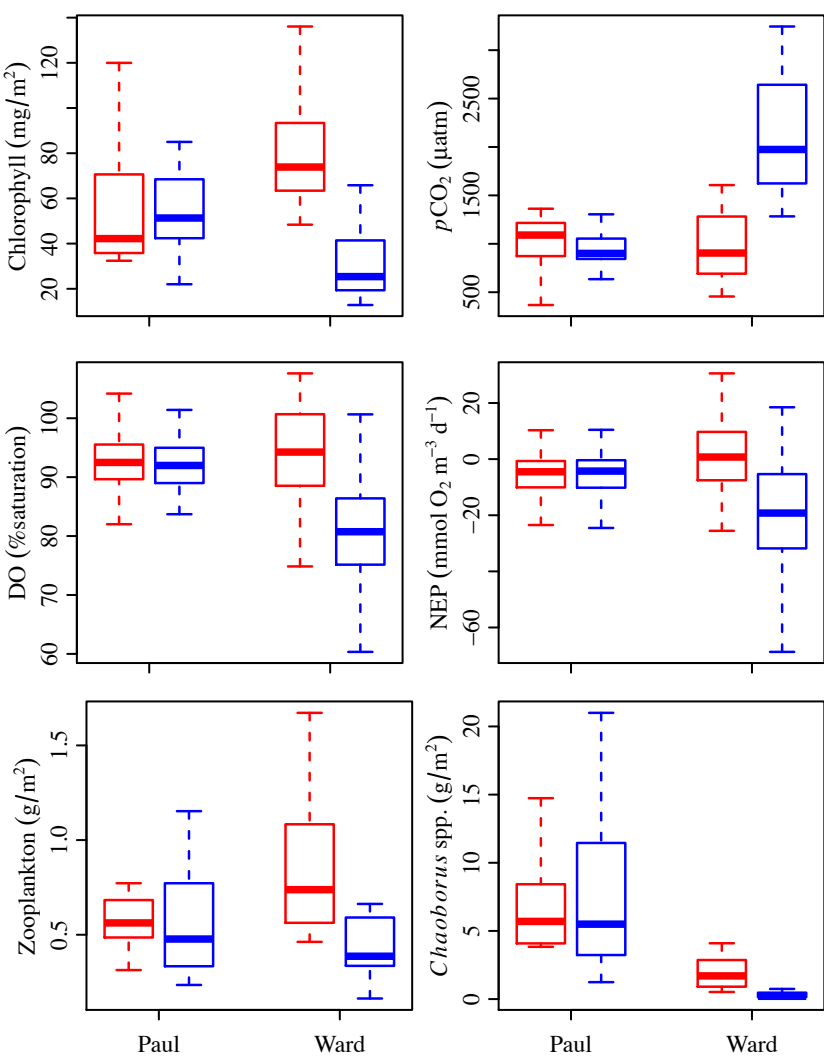 Chlorophyll (mg/m²)
20 40 60 80 120
pCO₂ (µatm)
500 1500 2500
DO (%saturation)
60 70 80 90 100
NEP (mmol O₂ m⁻³ d⁻¹)
−60 −20 0 20
Zooplankton (g/m²)
0.5 1.0 1.5
Chaoborus spp. (g/m²)
0 5 10 15 20
Paul Ward
Paul Ward